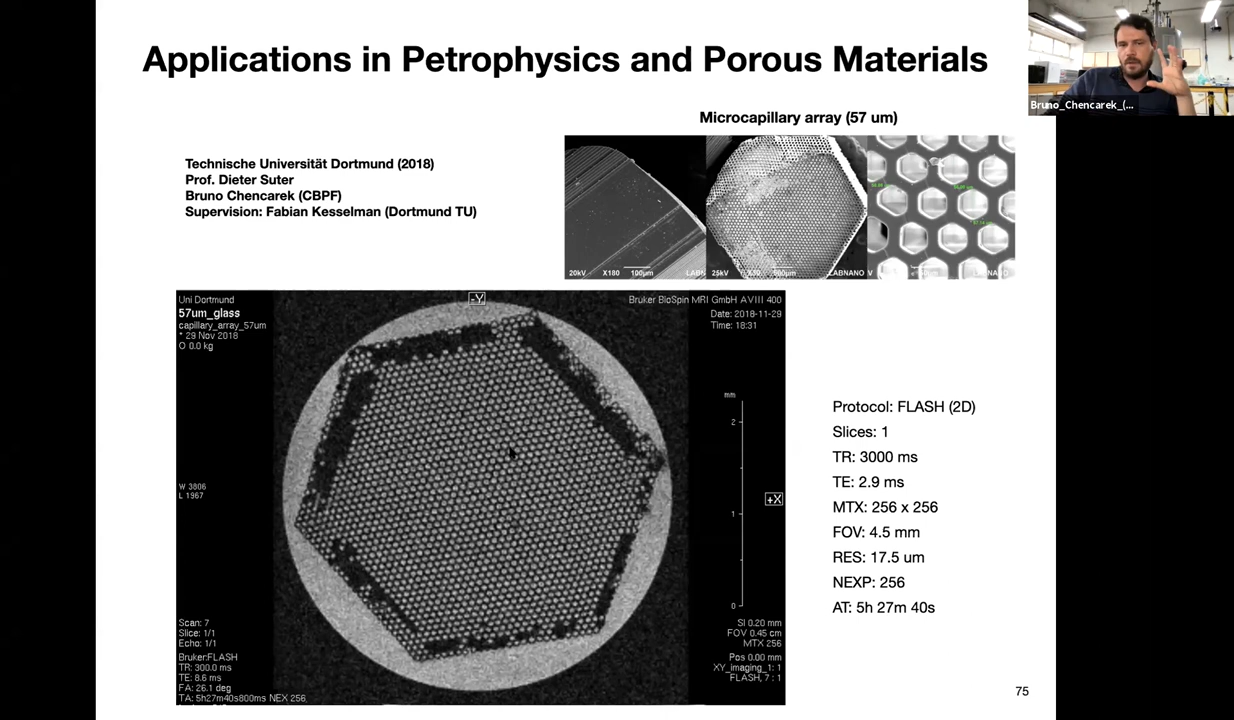 Applications in Petrophysics and Porous Materials
Bruno_Chencarek_(...
Microcapillary array (57 um)
Technische Universität Dortmund (2018)
Prof. Dieter Suter
Bruno Chencarek (CBPF)
Supervision: Fabian Kesselman (Dortmund TU)
20kV X180 100µm LABN
25kV 500µm LABNANO
Uni Dortmund
57um_glass
capillary_array_57um
* 29 Nov 2018
O 0.0 kg
-Y
Bruker BioSpin MRI GmbH AVIII 400
Date: 2018-11-29
Time: 18:31
mm
2
1
0
+X
W 3806
L 1967
Scan: 7
Slice: 1/1
Echo: 1/1
Bruker:FLASH
TR: 300.0 ms
TE: 8.6 ms
FA: 26.1 deg
TA: 5h27m40s800ms NEX 256
SI 0.20 mm
FOV 0.45 cm
MTX 256
Pos 0.00 mm
XY_imaging_1: 1
FLASH, 7 : 1
Protocol: FLASH (2D)
Slices: 1
TR: 3000 ms
TE: 2.9 ms
MTX: 256 x 256
FOV: 4.5 mm
RES: 17.5 um
NEXP: 256
AT: 5h 27m 40s
75